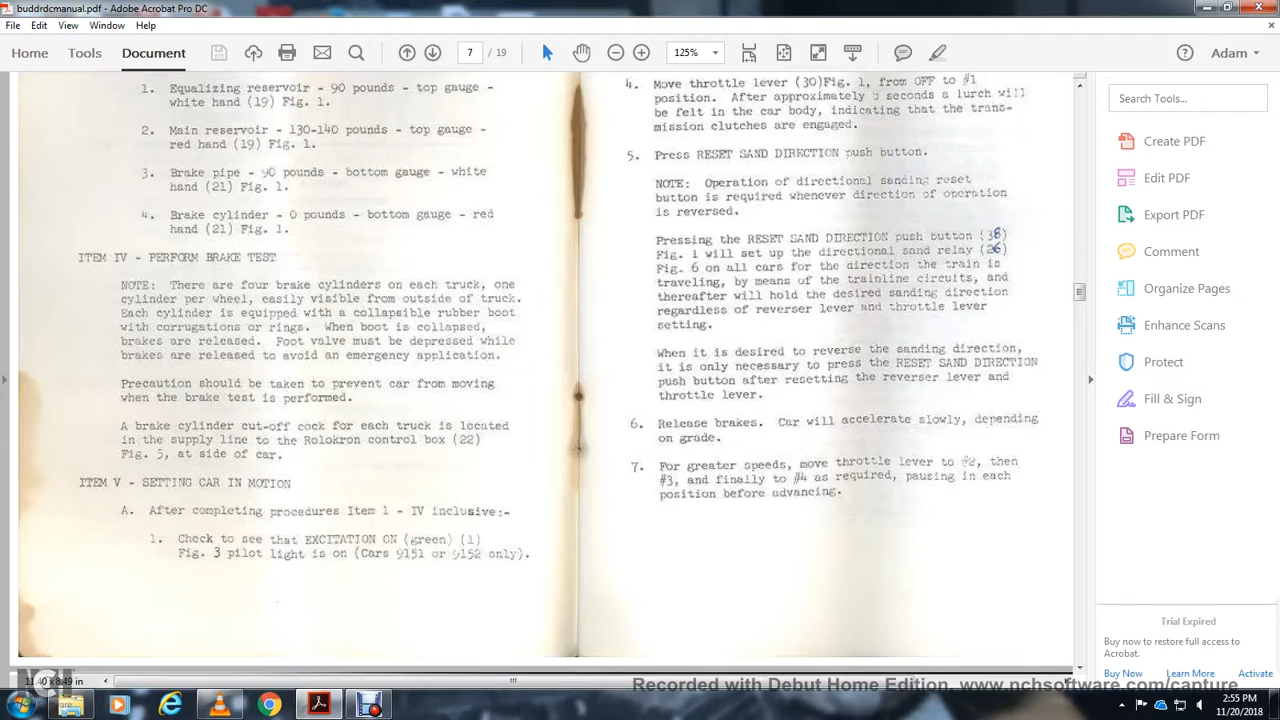 buddrdcmanual.pdf - Adobe Acrobat Pro DC
File Edit View Window Help
Home Tools Document 7 / 19 125% Adam
1. Equalizing reservoir - 90 pounds - top gauge -
white hand (19) Fig. 1.
2. Main reservoir - 130-140 pounds - top gauge -
red hand (19) Fig. 1.
3. Brake pipe - 90 pounds - bottom gauge - white
hand (21) Fig. 1.
4. Brake cylinder - 0 pounds - bottom gauge - red
hand (21) Fig. 1.
ITEM IV - PERFORM BRAKE TEST
NOTE: There are four brake cylinders on each truck, one
cylinder per wheel, easily visible from outside of truck.
Each cylinder is equipped with a collapsible rubber boot
with corrugations or rings. When boot is collapsed,
brakes are released. Foot valve must be depressed while
brakes are released to avoid an emergency application.
Precaution should be taken to prevent car from moving
when the brake test is performed.
A brake cylinder cut-off cock for each truck is located
in the supply line to the Rolokron control box (22)
Fig. 5, at side of car.
ITEM V - SETTING CAR IN MOTION
A. After completing procedures Item 1 - IV inclusive:-
1. Check to see that EXCITATION ON (green) (1)
Fig. 3 pilot light is on (Cars 9151 or 9152 only).
4. Move throttle lever (30)Fig. 1, from OFF to #1
position. After approximately seconds a lurch will
be felt in the car body, indicating that the trans-
mission clutches are engaged.
5. Press RESET SAND DIRECTION push button.
NOTE: Operation of directional sanding reset
button is required whenever direction of operation
is reversed.
Pressing the RESET SAND DIRECTION push button (38)
Fig. 1 will set up the directional sand relay (26)
Fig. 6 on all cars for the direction the train is
traveling, by means of the trainline circuits, and
thereafter will hold the desired sanding direction
regardless of reverser lever and throttle lever
setting.
When it is desired to reverse the sanding direction,
it is only necessary to press the RESET SAND DIRECTION
push button after resetting the reverser lever and
throttle lever.
6. Release brakes. Car will accelerate slowly, depending
on grade.
7. For greater speeds, move throttle lever to #2, then
#3, and finally to #4 as required, pausing in each
position before advancing.
Search Tools...
Create PDF
Edit PDF
Export PDF
Comment
Organize Pages
Enhance Scans
Protect
Fill & Sign
Prepare Form
Trial Expired
Buy now to restore full access to
Acrobat.
Buy Now Learn More Activate
11.40 x 8.49 in
NCH
Software
Recorded with Debut Home Edition. www.nchsoftware.com/capture
2:55 PM
11/20/2018